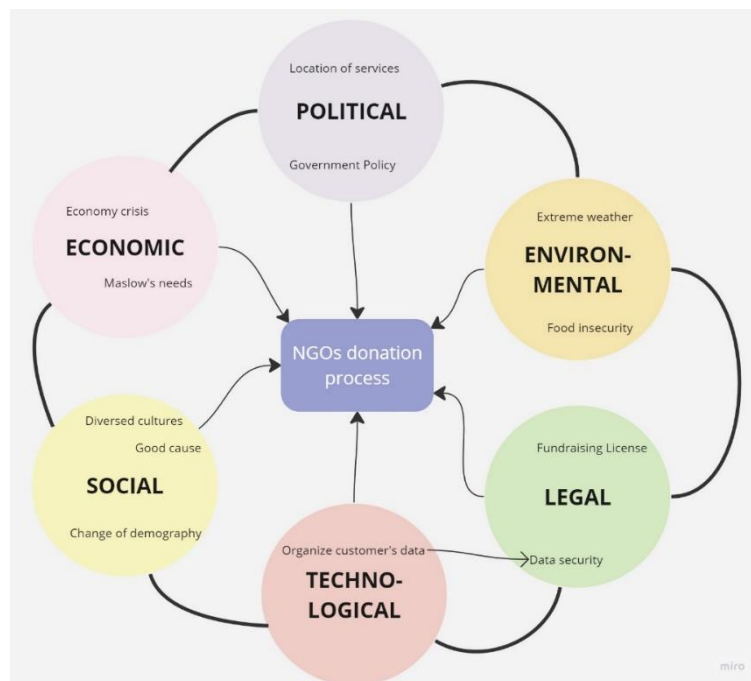 Location of services
POLITICAL
Government Policy
Economy crisis
ECONOMIC
Maslow's needs
Extreme weather
ENVIRON-
MENTAL
Food insecurity
NGOs donation
process
Diversed cultures
Good cause
SOCIAL
Change of demography
Fundraising License
LEGAL
Data security
Organize customer's data
TECHNO-
LOGICAL
miro